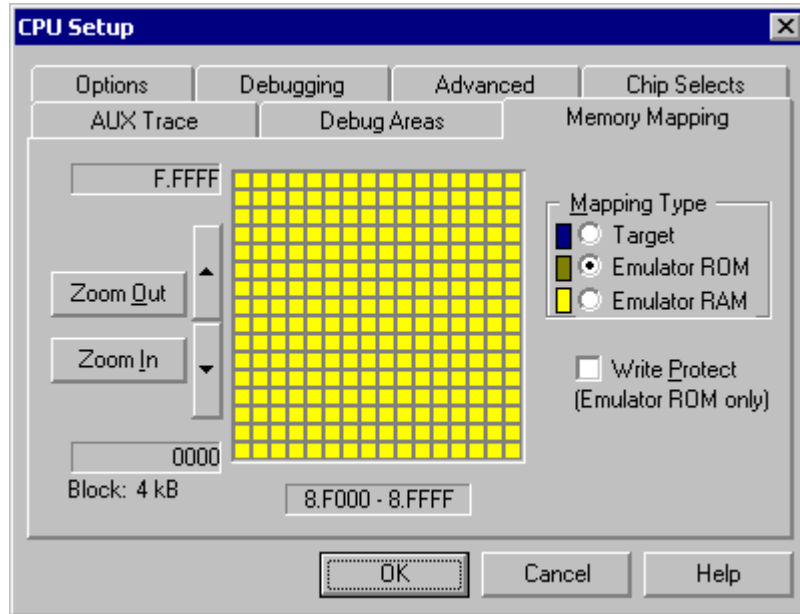 CPU Setup
Options
Debugging
Advanced
Chip Selects
AUX Trace
Debug Areas
Memory Mapping
F.FFFF
Mapping Type
Target
Emulator ROM
Emulator RAM
Zoom Out
Zoom In
Write Protect
(Emulator ROM only)
0000
Block: 4 kB
8.F000 - 8.FFFF
OK
Cancel
Help